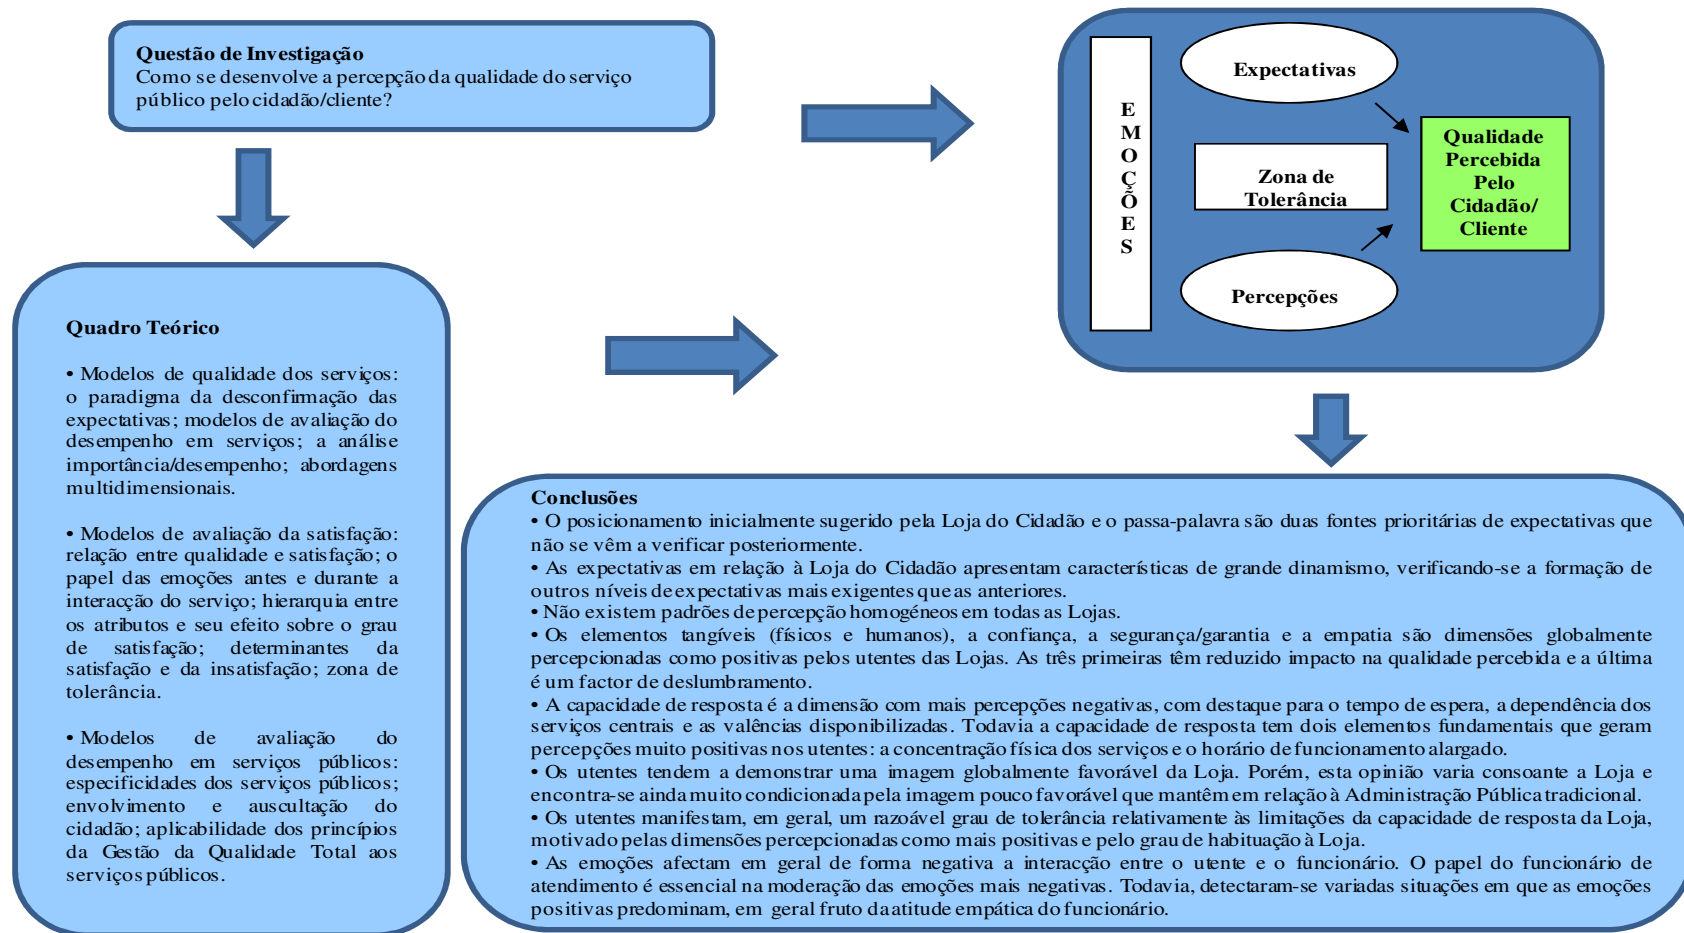 Questão de Investigação
Como se desenvolve a percepção da qualidade do serviço
público pelo cidadão/cliente?
E
M
O
Ç
Õ
E
S
Expectativas
Zona de
Tolerância
Percepções
Qualidade
Percebida
Pelo
Cidadão/
Cliente
Quadro Teórico
• Modelos de qualidade dos serviços:
o paradigma da desconfirmação das
expectativas; modelos de avaliação do
desempenho em serviços; a análise
importância/desempenho; abordagens
multidimensionais.
• Modelos de avaliação da satisfação:
relação entre qualidade e satisfação; o
papel das emoções antes e durante a
interacção do serviço; hierarquia entre
os atributos e seu efeito sobre o grau
de satisfação; determinantes da
satisfação e da insatisfação; zona de
tolerância.
• Modelos de avaliação do
desempenho em serviços públicos:
especificidades dos serviços públicos;
envolvimento e auscultação do
cidadão; aplicabilidade dos princípios
da Gestão da Qualidade Total aos
serviços públicos.
Conclusões
• O posicionamento inicialmente sugerido pela Loja do Cidadão e o passa-palavra são duas fontes prioritárias de expectativas que
não se vêm a verificar posteriormente.
• As expectativas em relação à Loja do Cidadão apresentam características de grande dinamismo, verificando-se a formação de
outros níveis de expectativas mais exigentes que as anteriores.
• Não existem padrões de percepção homogéneos em todas as Lojas.
• Os elementos tangíveis (físicos e humanos), a confiança, a segurança/garantia e a empatia são dimensões globalmente
percepcionadas como positivas pelos utentes das Lojas. As três primeiras têm reduzido impacto na qualidade percebida e a última
é um factor de deslumbramento.
• A capacidade de resposta é a dimensão com mais percepções negativas, com destaque para o tempo de espera, a dependência dos
serviços centrais e as valências disponibilizadas. Todavia a capacidade de resposta tem dois elementos fundamentais que geram
percepções muito positivas nos utentes: a concentração física dos serviços e o horário de funcionamento alargado.
• Os utentes tendem a demonstrar uma imagem globalmente favorável da Loja. Porém, esta opinião varia consoante a Loja e
encontra-se ainda muito condicionada pela imagem pouco favorável que mantêm em relação à Administração Pública tradicional.
• Os utentes manifestam, em geral, um razoável grau de tolerância relativamente às limitações da capacidade de resposta da Loja,
motivado pelas dimensões percepcionadas como mais positivas e pelo grau de habituação à Loja.
• As emoções afectam em geral de forma negativa a interacção entre o utente e o funcionário. O papel do funcionário de
atendimento é essencial na moderação das emoções mais negativas. Todavia, detectaram-se variadas situações em que as emoções
positivas predominam, em geral fruto da atitude empática do funcionário.